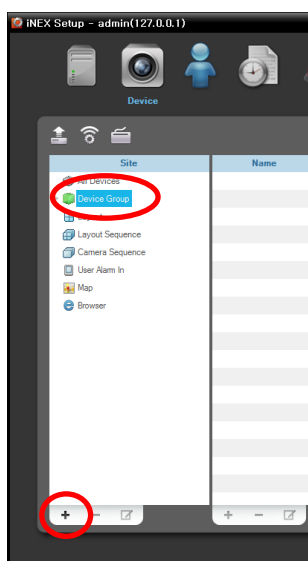 iNEX Setup - admin(127.0.0.1)
Device
Site
Name
All Devices
Device Group
Layout Sequence
Camera Sequence
User Alarm In
Map
Browser